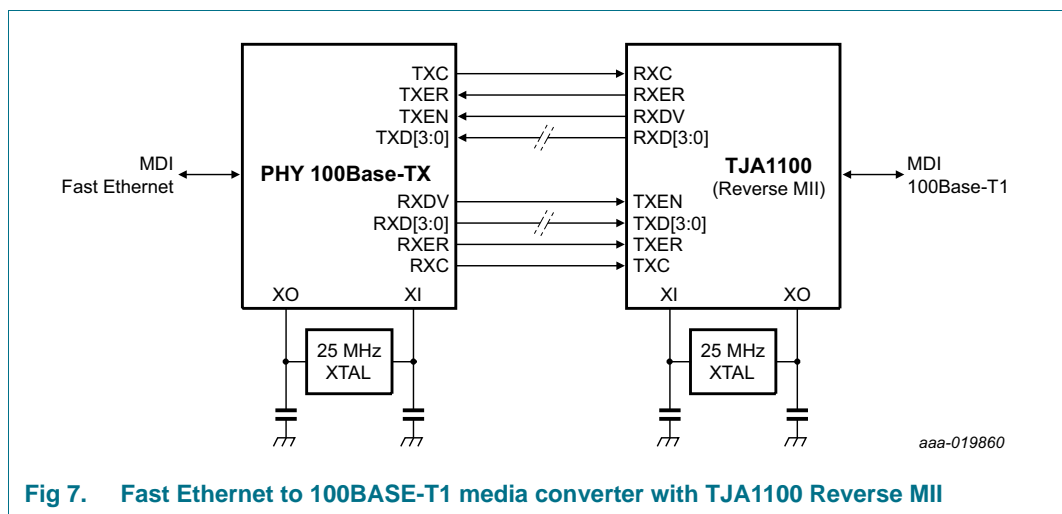 TXC
TXER
TXEN
TXD[3:0]
RXC
RXER
RXDV
RXD[3:0]
MDI
Fast Ethernet
PHY 100Base-TX
TJA1100
(Reverse MII)
MDI
100Base-T1
RXDV
RXD[3:0]
RXER
RXC
TXEN
TXD[3:0]
TXER
TXC
XO
XI
XI
XO
25 MHz
XTAL
25 MHz
XTAL
aaa-019860
Fig 7. Fast Ethernet to 100BASE-T1 media converter with TJA1100 Reverse MII